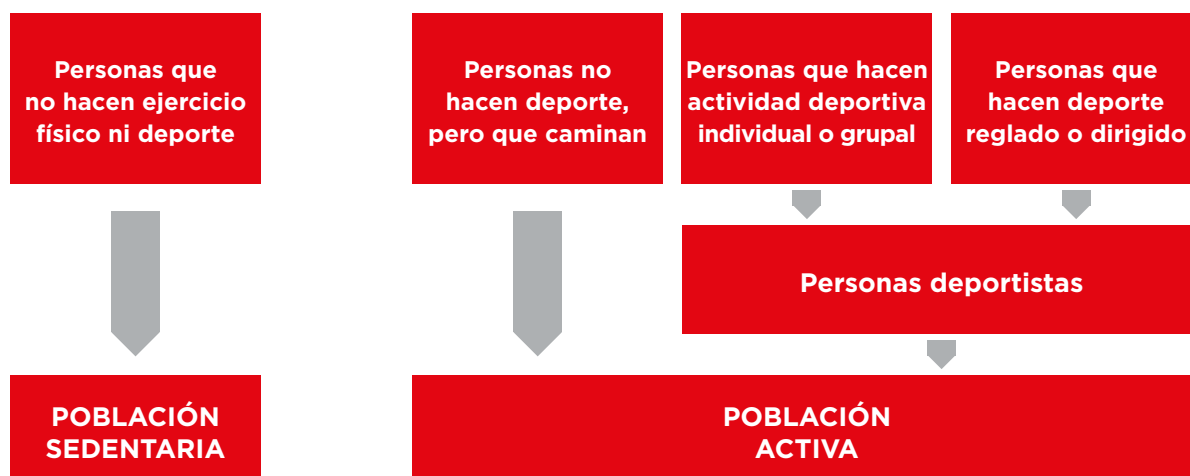 Personas que
no hacen ejercicio
físico ni deporte
Personas no
hacen deporte,
pero que caminan
Personas que hacen
actividad deportiva
individual o grupal
Personas que
hacen deporte
reglado o dirigido
Personas deportistas
POBLACIÓN
SEDENTARIA
POBLACIÓN
ACTIVA